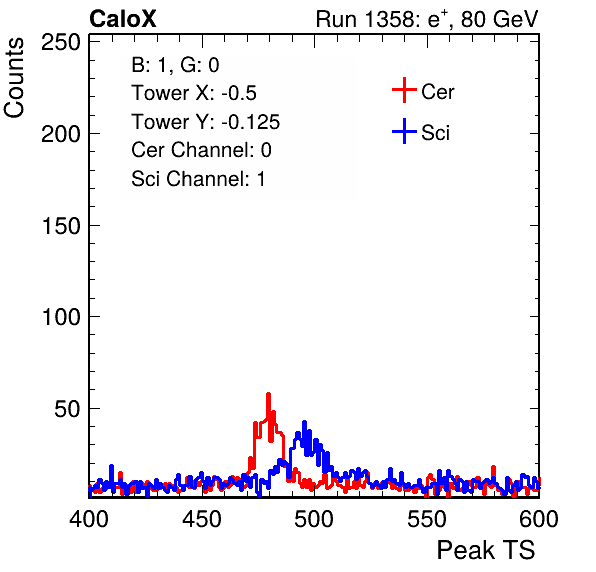 CaloX Run 1358: e⁺, 80 GeV
Counts
250
200
150
100
50
B: 1, G: 0
Tower X: -0.5
Tower Y: -0.125
Cer Channel: 0
Sci Channel: 1
Cer
Sci
400 450 500 550 600
Peak TS